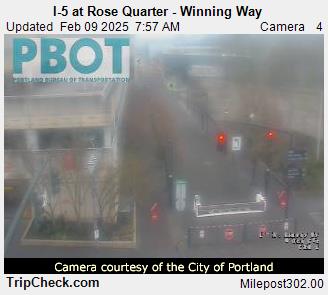 I-5 at Rose Quarter - Winning Way
Updated Feb 09 2025 7:57 AM Camera 4
PBOT
PORTLAND BUREAU OF TRANSPORTATION
Camera courtesy of the City of Portland
TripCheck.com Milepost302.00